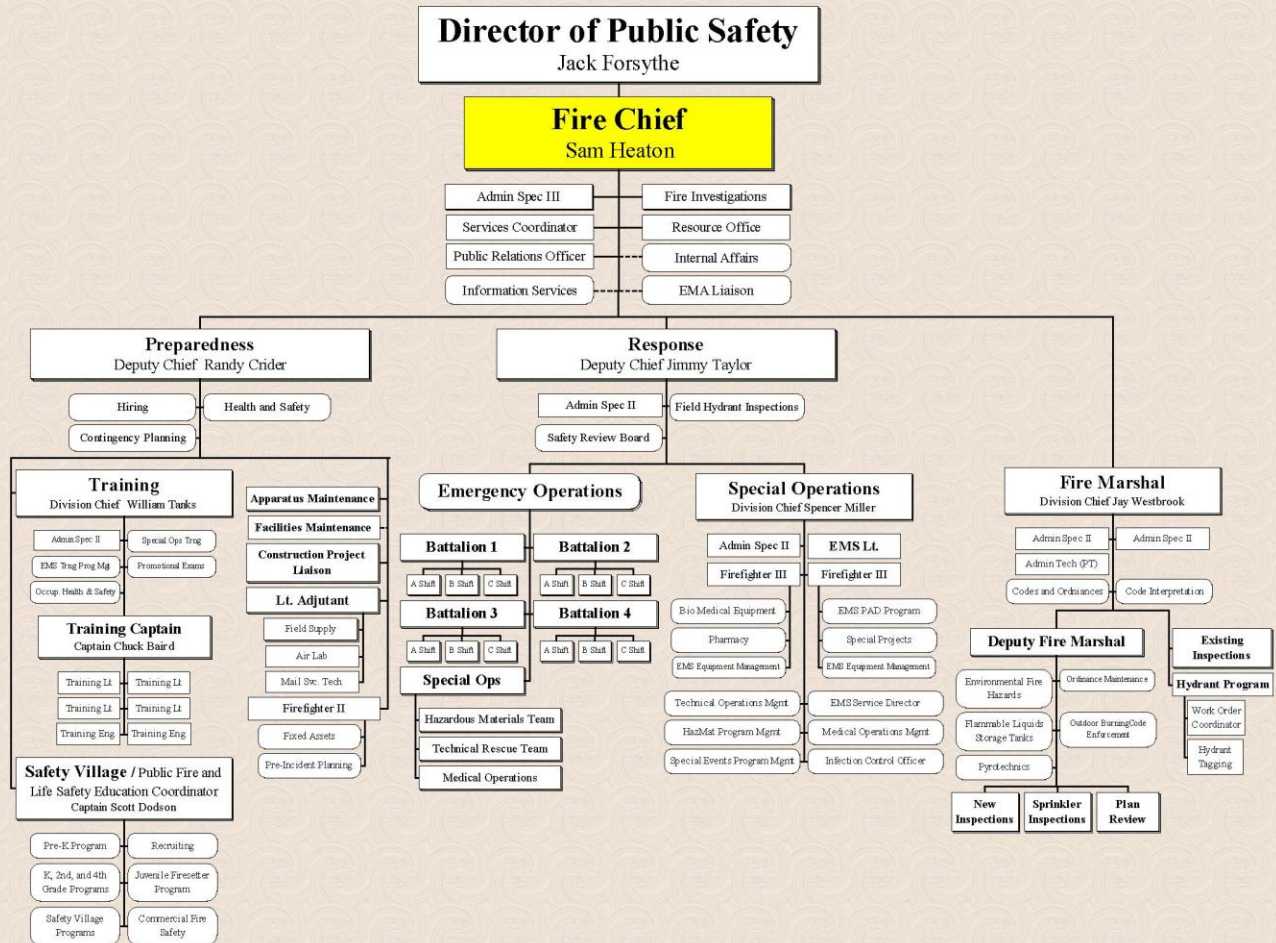 Director of Public Safety
Jack Forsythe
Fire Chief
Sam Heaton
Admin Spec III
Fire Investigations
Services Coordinator
Resource Office
Public Relations Officer
Internal Affairs
Information Services
EMA Liaison
Preparedness
Deputy Chief Randy Crider
Hiring
Health and Safety
Contingency Planning
Training
Division Chief William Tanks
Admin Spec II
Special Ops Trng
EMS Trng Prog Mgt
Promotional Exams
Occup. Health & Safety
Training Captain
Captain Chuck Baird
Training Lt
Training Lt
Training Lt
Training Lt
Training Eng
Training Eng
Safety Village / Public Fire and
Life Safety Education Coordinator
Captain Scott Dodson
Pre-K Program
Recruiting
K, 2nd, and 4th
Grade Programs
Juvenile Firesetter
Program
Safety Village
Programs
Commercial Fire
Safety
Apparatus Maintenance
Facilities Maintenance
Construction Project
Liaison
Lt. Adjutant
Field Supply
Air Lab
Mail Svc. Tech
Firefighter II
Fixed Assets
Pre-Incident Planning
Response
Deputy Chief Jimmy Taylor
Admin Spec II
Field Hydrant Inspections
Safety Review Board
Emergency Operations
Battalion 1
A Shift
B Shift
C Shift
Battalion 2
A Shift
B Shift
C Shift
Battalion 3
A Shift
B Shift
C Shift
Battalion 4
A Shift
B Shift
C Shift
Special Ops
Hazardous Materials Team
Technical Rescue Team
Medical Operations
Special Operations
Division Chief Spencer Miller
Admin Spec II
EMS Lt.
Firefighter III
Firefighter III
Bio Medical Equipment
EMS PAD Program
Pharmacy
Special Projects
EMS Equipment Management
EMS Equipment Management
Technical Operations Mgmt
EMS Service Director
HazMat Program Mgmt
Medical Operations Mgmt
Special Events Program Mgmt
Infection Control Officer
Fire Marshal
Division Chief Jay Westbrook
Admin Spec II
Admin Spec II
Admin Tech (PT)
Codes and Ordniances
Code Interpretation
Deputy Fire Marshal
Environmental Fire
Hazards
Ordinance Maintenance
Flammable Liquids
Storage Tanks
Outdoor BurningCode
Enforcement
Pyrotechnics
New
Inspections
Sprinkler
Inspections
Plan
Review
Existing
Inspections
Hydrant Program
Work Order
Coordinator
Hydrant
Tagging